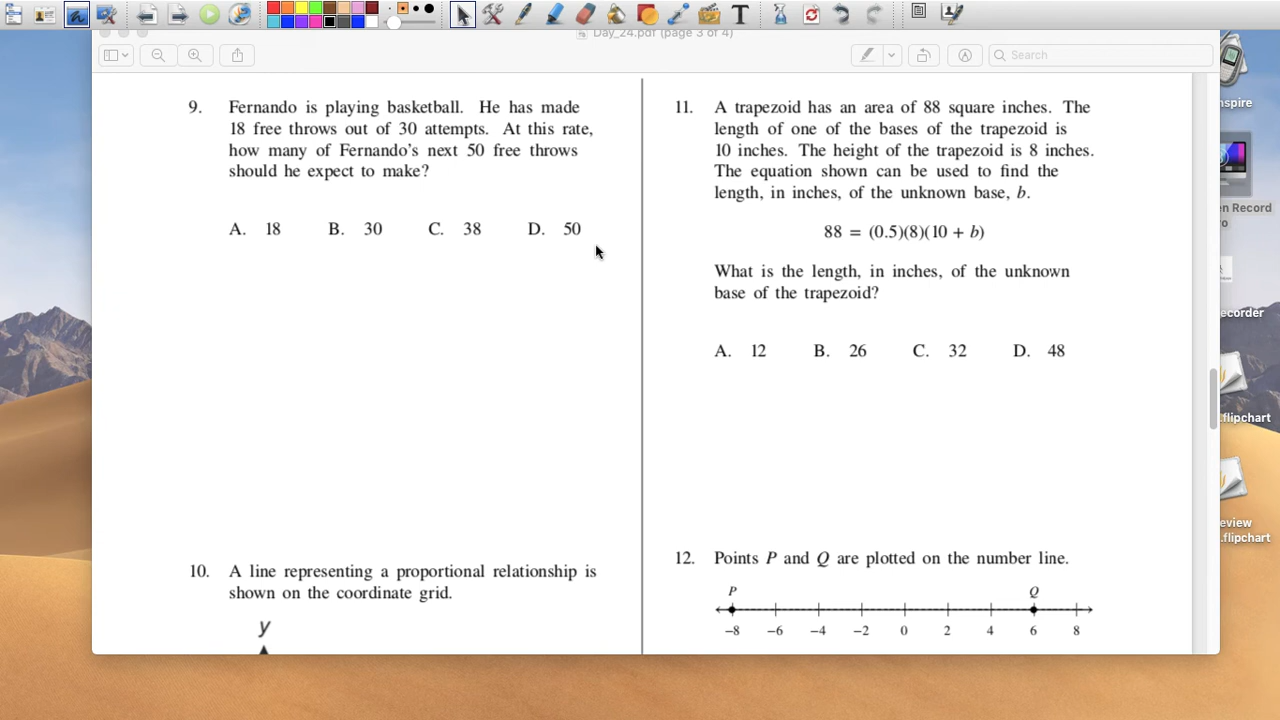 Day_24.pdf (page 3 of 4)
Search
9. Fernando is playing basketball. He has made
18 free throws out of 30 attempts. At this rate,
how many of Fernando's next 50 free throws
should he expect to make?
A. 18 B. 30 C. 38 D. 50
10. A line representing a proportional relationship is
shown on the coordinate grid.
y
11. A trapezoid has an area of 88 square inches. The
length of one of the bases of the trapezoid is
10 inches. The height of the trapezoid is 8 inches.
The equation shown can be used to find the
length, in inches, of the unknown base, b.
88 = (0.5)(8)(10 + b)
What is the length, in inches, of the unknown
base of the trapezoid?
A. 12 B. 26 C. 32 D. 48
12. Points P and Q are plotted on the number line.
P Q
−8 −6 −4 −2 0 2 4 6 8
nspire
en Record
ro
ecorder
.flipchart
eview
.flipchart